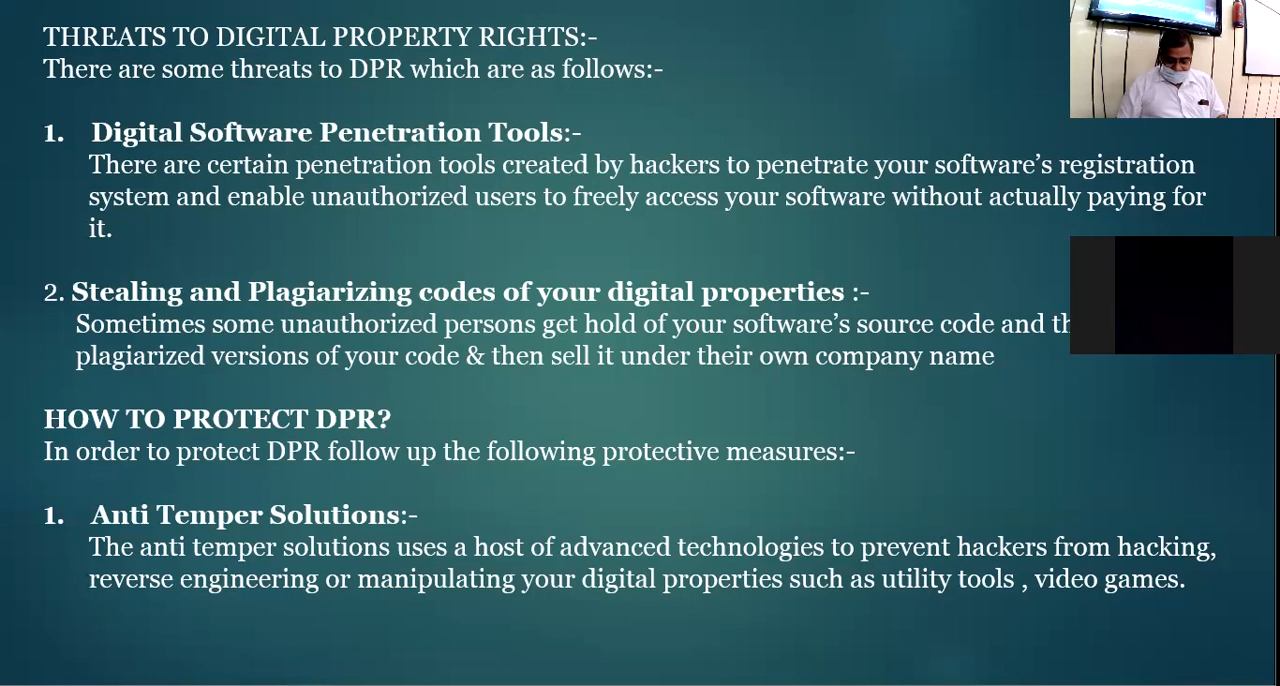 THREATS TO DIGITAL PROPERTY RIGHTS:-
There are some threats to DPR which are as follows:-
1. Digital Software Penetration Tools:-
There are certain penetration tools created by hackers to penetrate your software’s registration
system and enable unauthorized users to freely access your software without actually paying for
it.
2. Stealing and Plagiarizing codes of your digital properties :-
Sometimes some unauthorized persons get hold of your software’s source code and
plagiarized versions of your code & then sell it under their own company name
HOW TO PROTECT DPR?
In order to protect DPR follow up the following protective measures:-
1. Anti Temper Solutions:-
The anti temper solutions uses a host of advanced technologies to prevent hackers from hacking,
reverse engineering or manipulating your digital properties such as utility tools , video games.